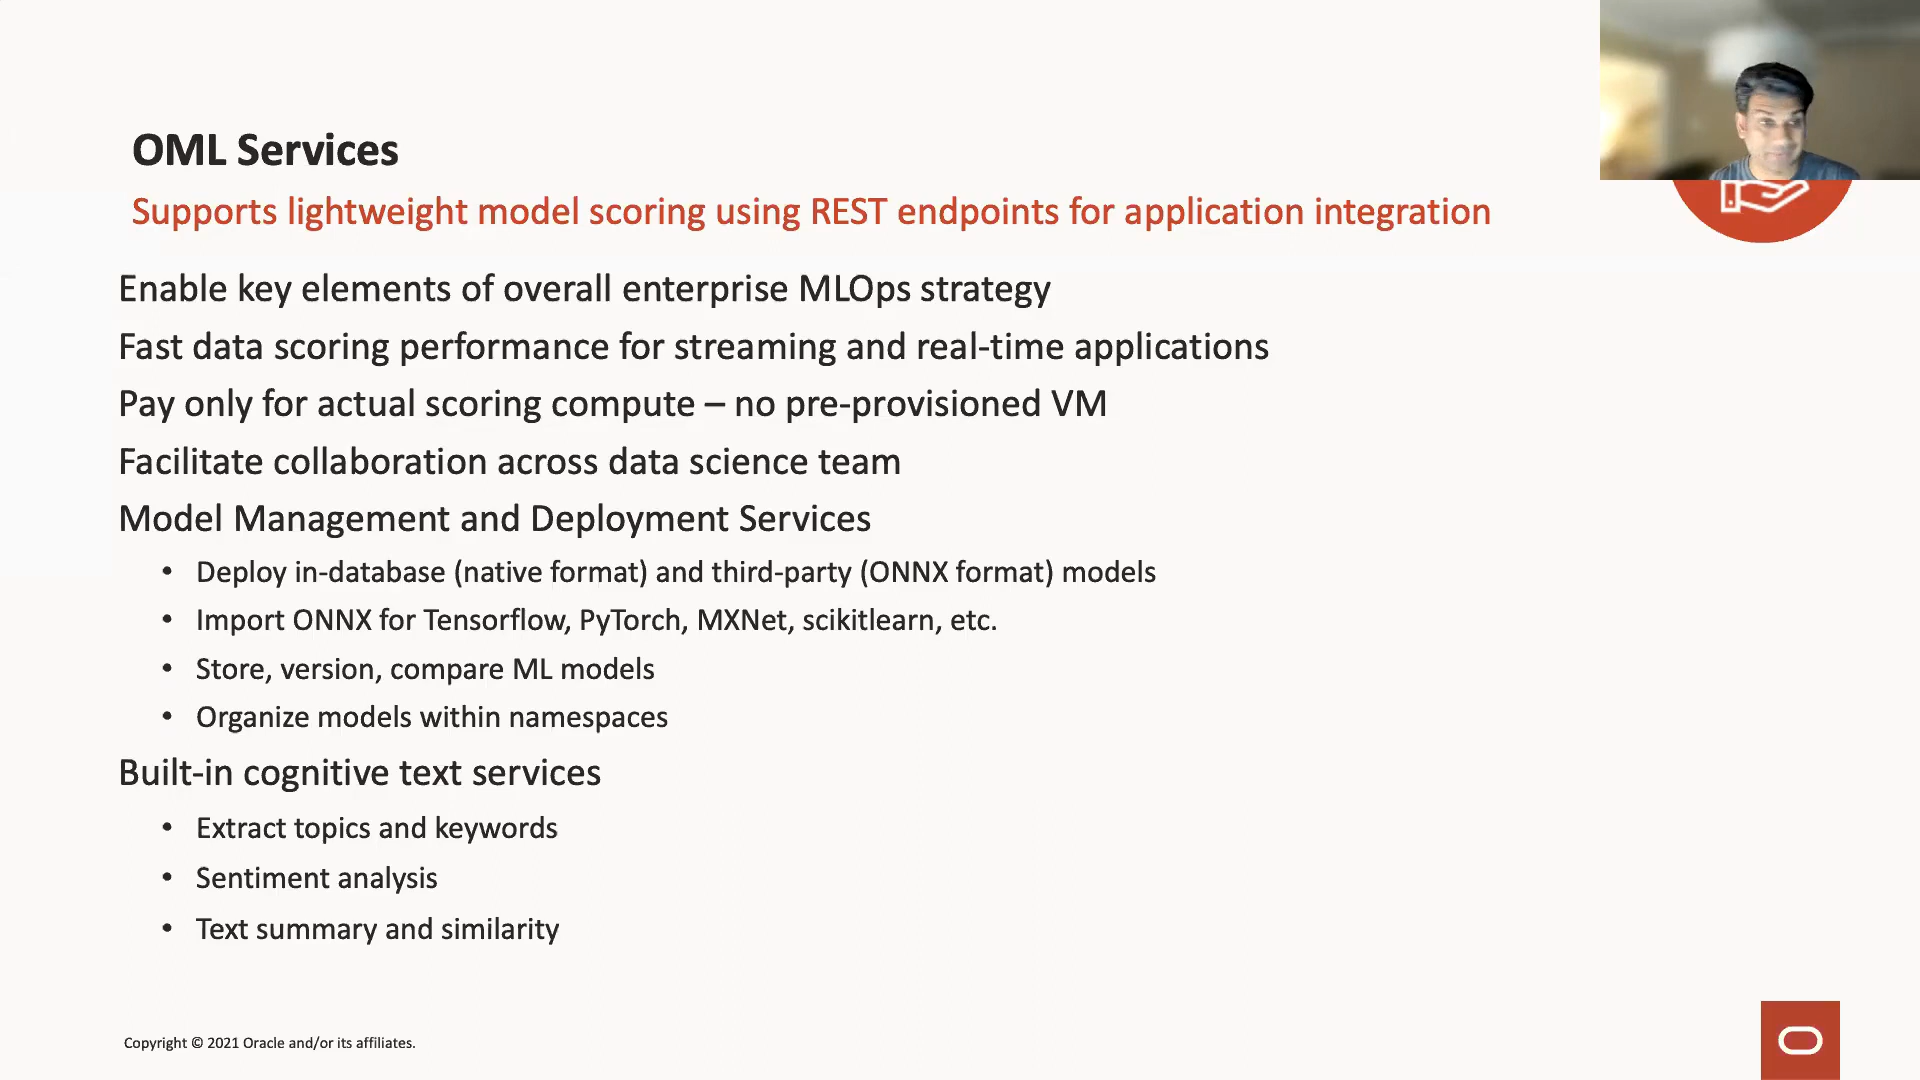 OML Services
Supports lightweight model scoring using REST endpoints for application integration
Enable key elements of overall enterprise MLOps strategy
Fast data scoring performance for streaming and real-time applications
Pay only for actual scoring compute – no pre-provisioned VM
Facilitate collaboration across data science team
Model Management and Deployment Services
• Deploy in-database (native format) and third-party (ONNX format) models
• Import ONNX for Tensorflow, PyTorch, MXNet, scikitlearn, etc.
• Store, version, compare ML models
• Organize models within namespaces
Built-in cognitive text services
• Extract topics and keywords
• Sentiment analysis
• Text summary and similarity
Copyright © 2021 Oracle and/or its affiliates.